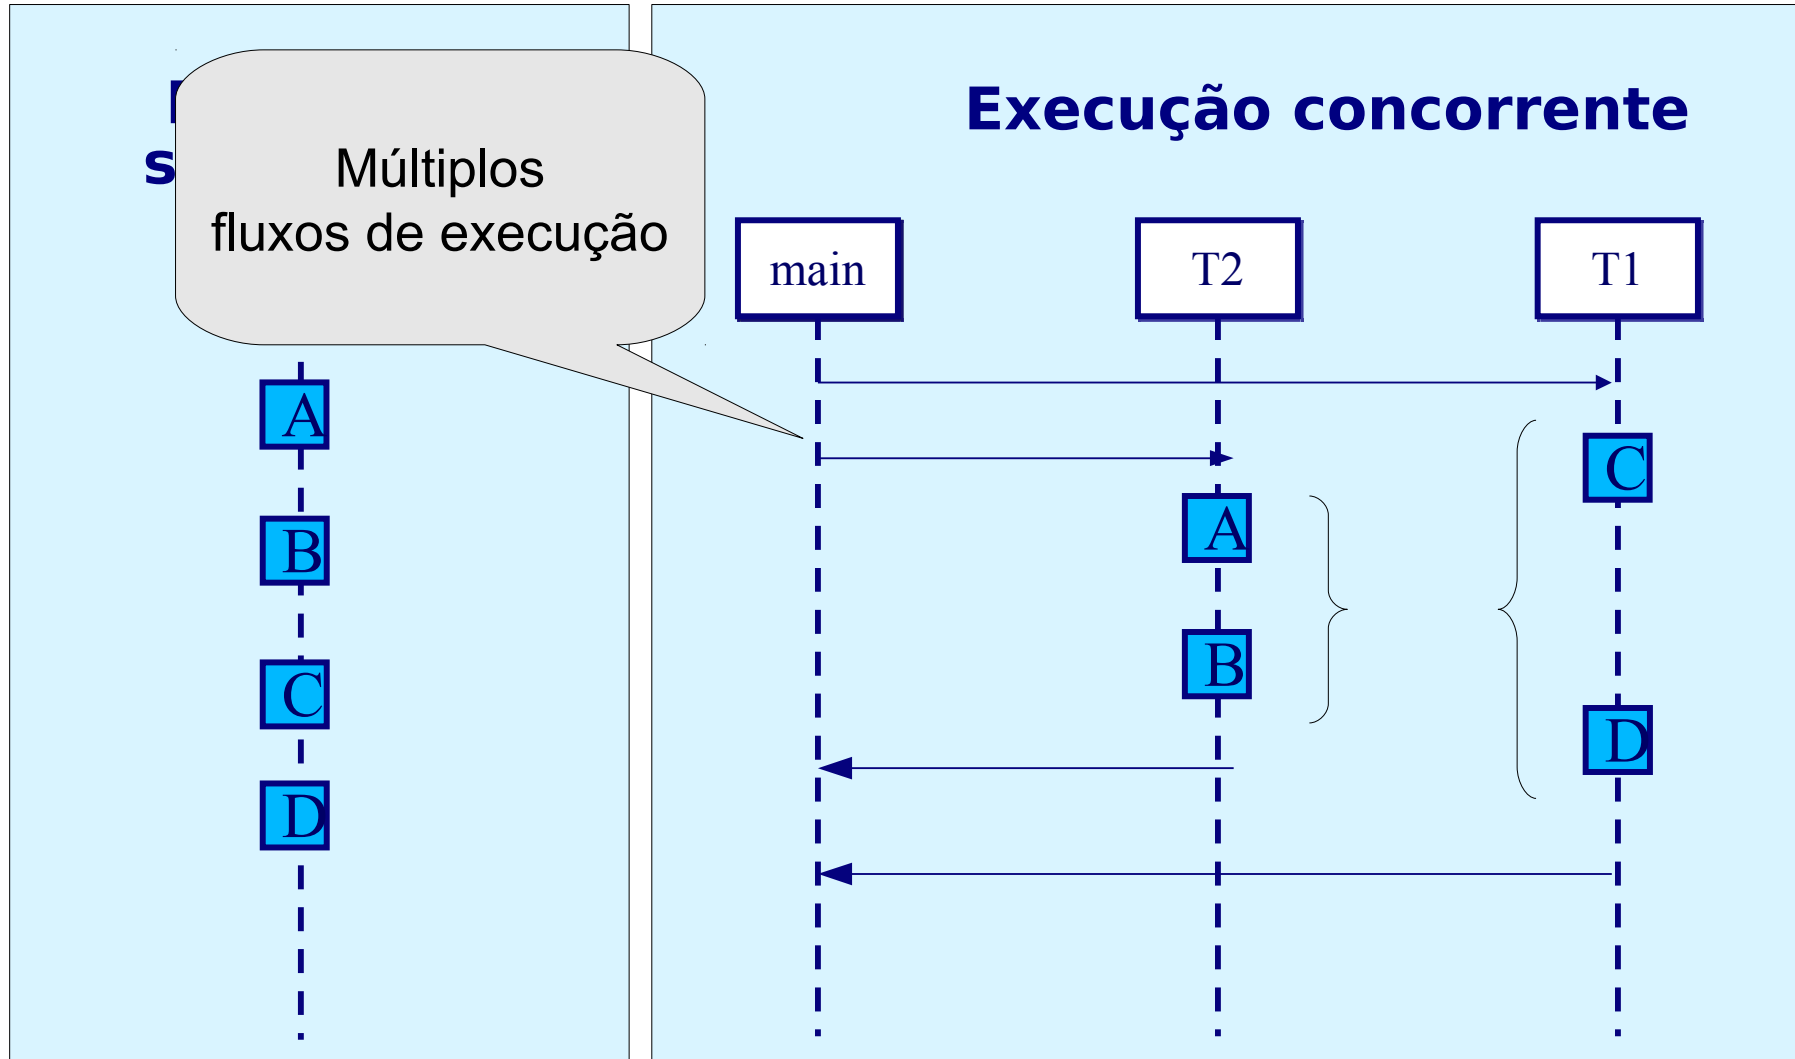 Múltiplos
fluxos de execução
A
B
C
D
Execução concorrente
main
T2
T1
C
A
B
D